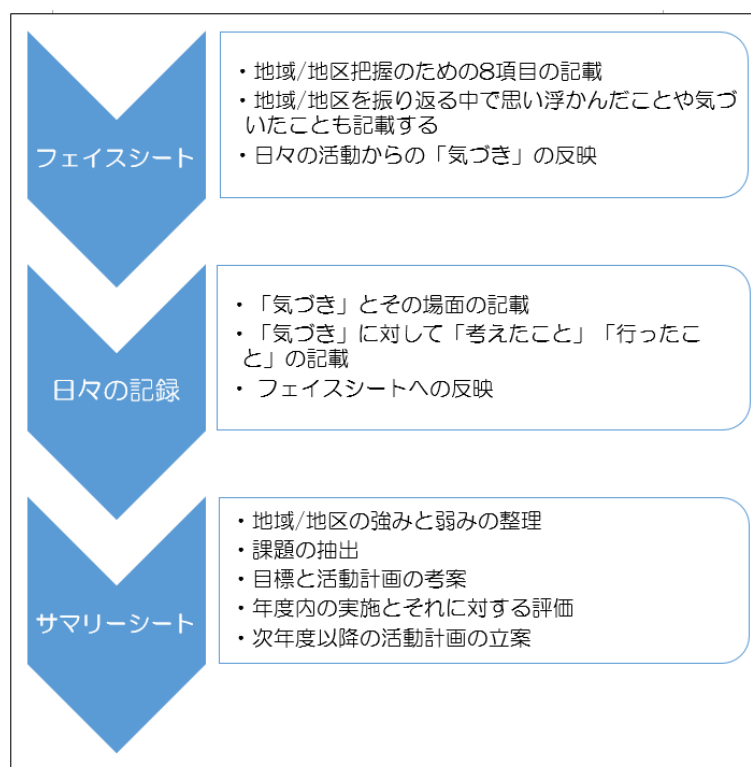 フェイスシート
・地域/地区把握のための8項目の記載
・地域/地区を振り返る中で思い浮かんだことや気づ
いたことも記載する
・日々の活動からの「気づき」の反映
日々の記録
・「気づき」とその場面の記載
・「気づき」に対して「考えたこと」「行ったこ
と」の記載
・ フェイスシートへの反映
サマリーシート
・地域/地区の強みと弱みの整理
・課題の抽出
・目標と活動計画の考案
・年度内の実施とそれに対する評価
・次年度以降の活動計画の立案